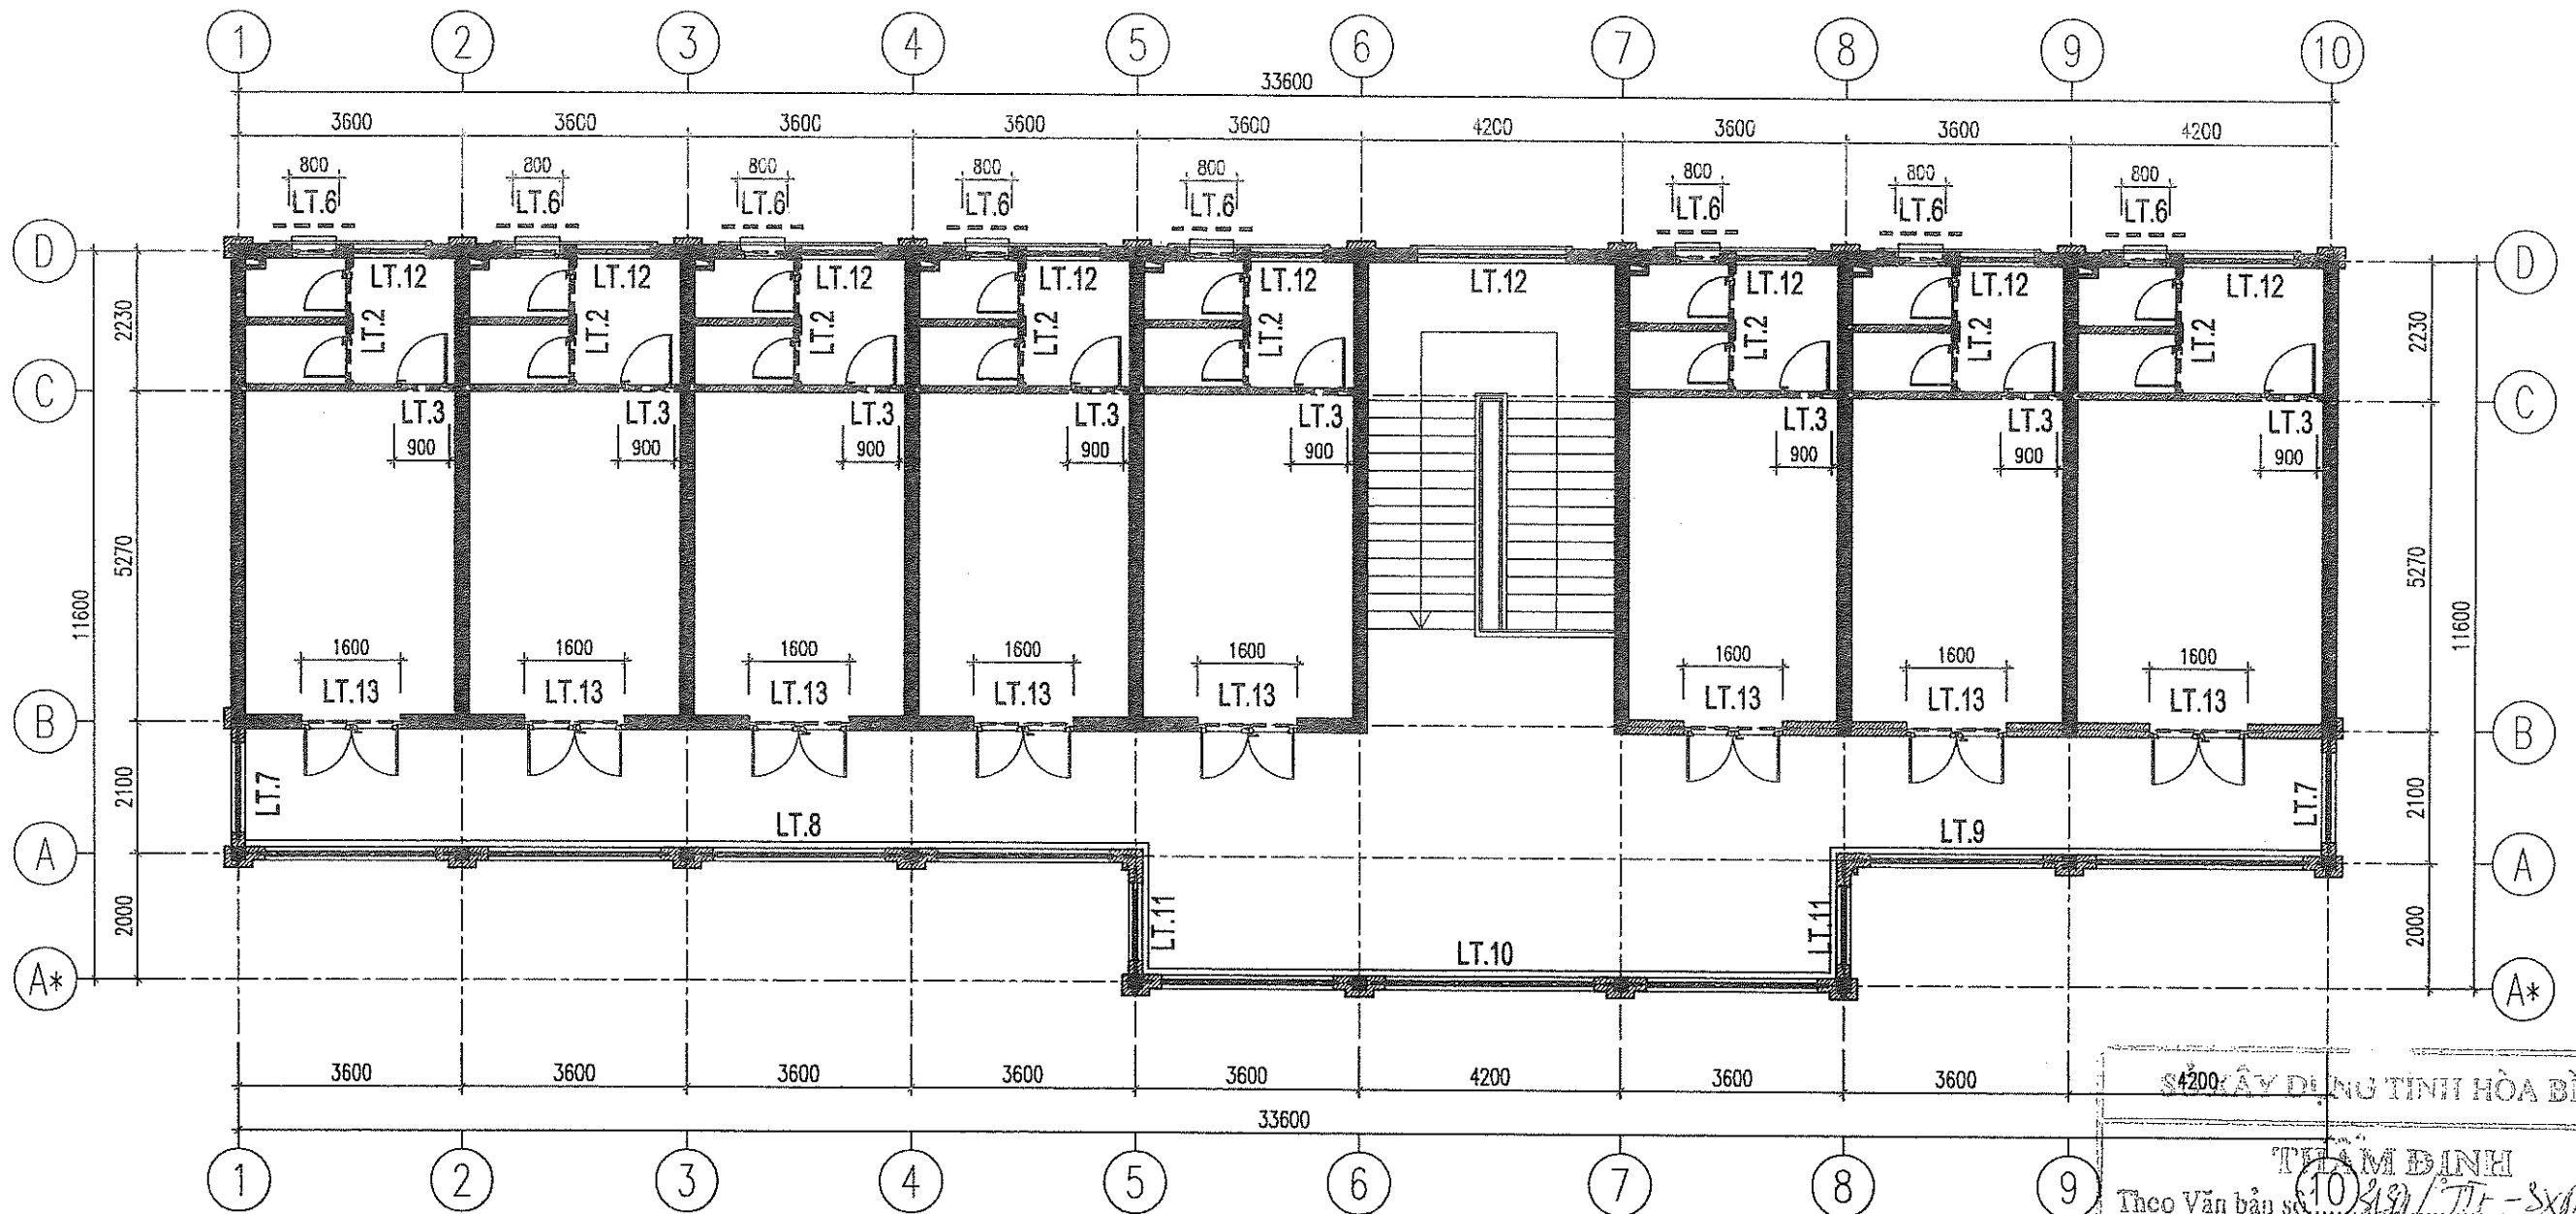 1 2 3 4 5 6 7 8 9 10
33600
3600 3600 3600 3600 3600 4200 3600 3600 4200
800 800 800 800 800 800 800 800
LT.6 LT.6 LT.6 LT.6 LT.6 LT.6 LT.6 LT.6
D D
LT.12 LT.12 LT.12 LT.12 LT.12 LT.12 LT.12 LT.12 LT.12
2230 LT.2 LT.2 LT.2 LT.2 LT.2 LT.2 LT.2 LT.2 2230
C C
LT.3 LT.3 LT.3 LT.3 LT.3 LT.3 LT.3 LT.3
900 900 900 900 900 900 900 900
5270 5270
11600 11600
1600 1600 1600 1600 1600 1600 1600 1600
LT.13 LT.13 LT.13 LT.13 LT.13 LT.13 LT.13 LT.13
B B
2100 LT.7 LT.7 2100
LT.8 LT.9
A A
2000 LT.11 LT.11 2000
LT.10
A* A*
3600 3600 3600 3600 3600 4200 3600 3600 4200
SỞ XÂY DỰNG TỈNH HÒA
33600
THẨM ĐỊNH
1 2 3 4 5 6 7 8 9 10
Theo Văn bản số